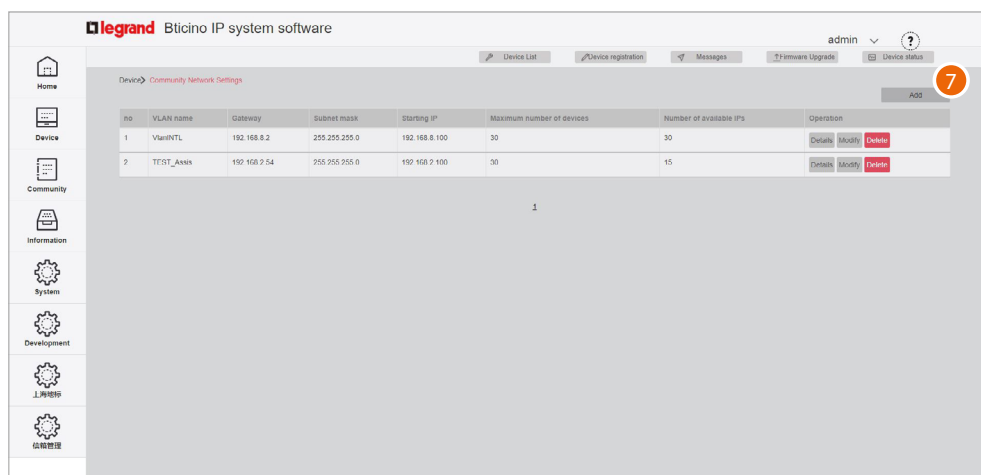 legrand Bticino IP system software
admin ?
Device List Device registration Messages Firmware Upgrade Device status
Home
Device> Community Network Settings
7
Add
no VLAN name Gateway Subnet mask Starting IP Maximum number of devices Number of available IPs Operation
1 VlanINTL 192.168.8.2 255.255.255.0 192.168.8.100 30 30 Details Modify Delete
Device
2 TEST_Assis 192.168.2.54 255.255.255.0 192.168.2.100 30 15 Details Modify Delete
Community
1
Information
System
Development
上海地标
信箱管理